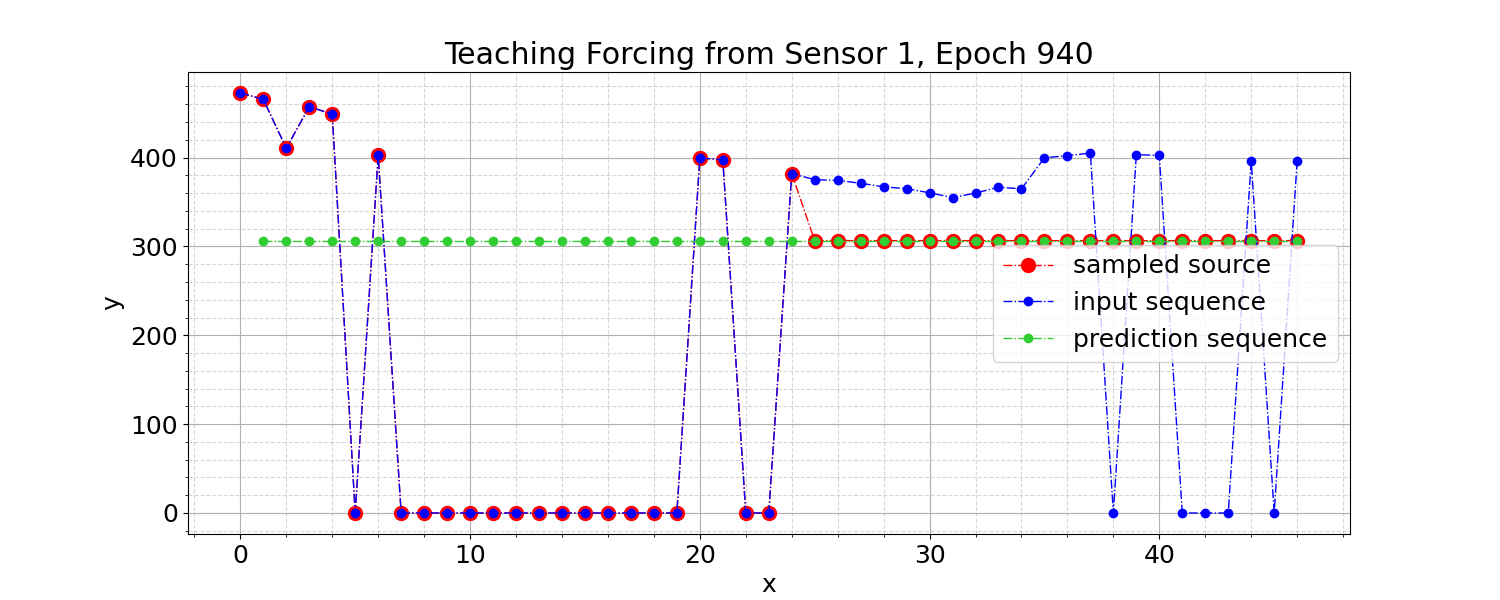 Teaching Forcing from Sensor 1, Epoch 940
y
400
300
200
100
0
sampled source
input sequence
prediction sequence
0 10 20 30 40
x